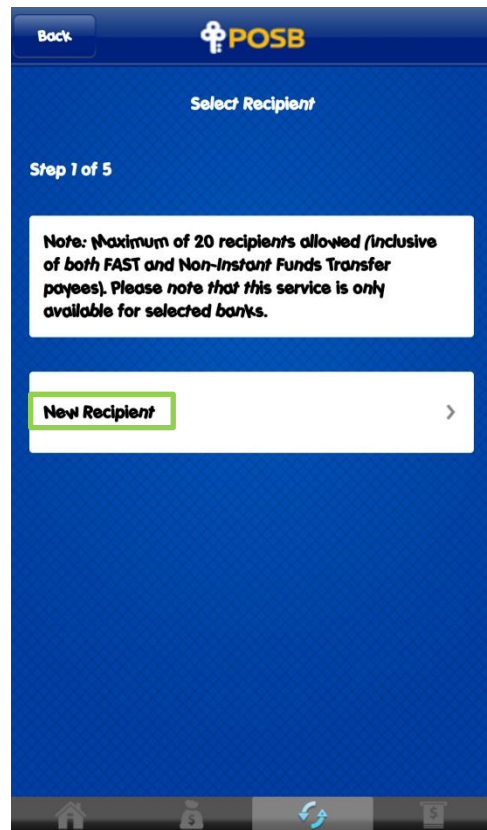 Back
POSB
Select Recipient
Step 1 of 5
Note: Maximum of 20 recipients allowed (inclusive
of both FAST and Non-Instant Funds Transfer
payees). Please note that this service is only
available for selected banks.
New Recipient
$
$